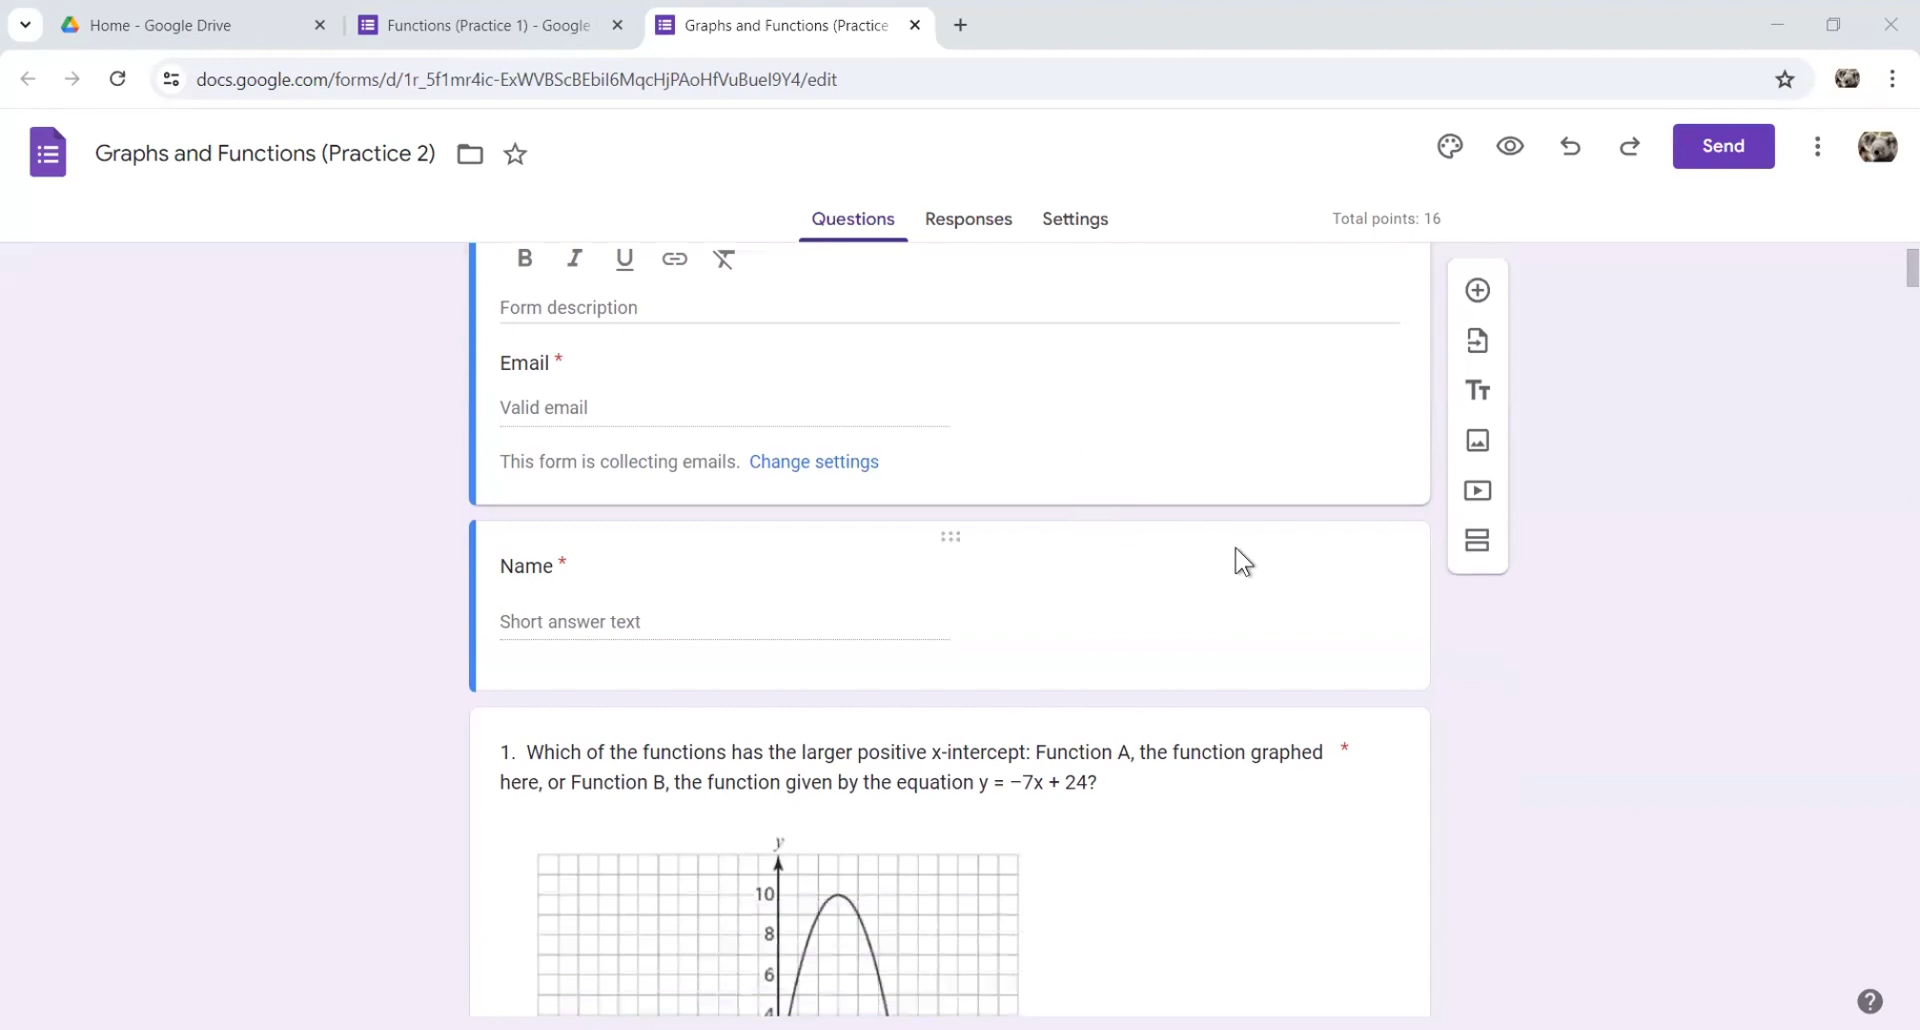 Home - Google Drive
Functions (Practice 1) - Google
Graphs and Functions (Practice
docs.google.com/forms/d/1r_5f1mr4ic-ExWVBScBEbiI6MqcHjPAoHfVuBueI9Y4/edit
Graphs and Functions (Practice 2)
Send
Questions
Responses
Settings
Total points: 16
B I U
Form description
Email *
Valid email
This form is collecting emails. Change settings
Name *
Short answer text
1. Which of the functions has the larger positive x-intercept: Function A, the function graphed *
here, or Function B, the function given by the equation y = −7x + 24?
y
10
8
6
4